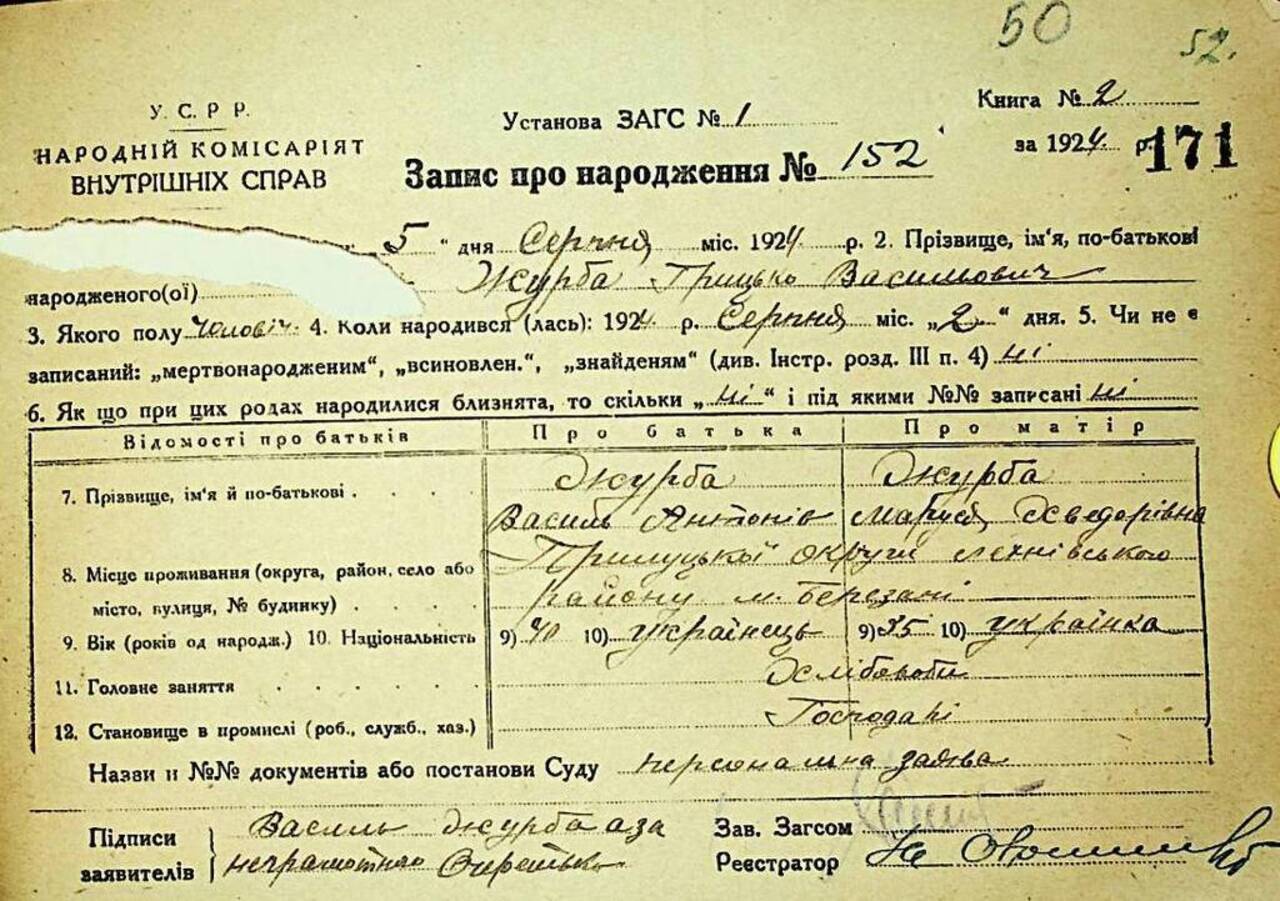 50
52.
У. С. Р Р.
НАРОДНІЙ КОМІСАРІЯТ
ВНУТРІШНІХ СПРАВ
Установа ЗАГС № 1
Книга № 2
за 1924 р.
171
Запис про народження № 152
5 " дня Серпня міс. 1924 р. 2. Прізвище, ім'я, по-батькові
народженого(ої) Журба Грицько Васильович
3. Якого полу чоловіч. 4. Коли народився (лась): 1924 р. Серпня міс. „2" дня. 5. Чи не є
записаний: „мертвонародженим", „всиновлен.", „знайденям" (див. Інстр. розд. III п. 4) ні
6. Як що при цих родах народилися близнята, то скільки „ні" і під якими №№ записані ні
Відомості про батьків Про батька Про матір
7. Прізвище, ім'я й по-батькові . . . . Журба Журба
Василь Антонів Маруся Хведорівна
8. Місце проживання (округа, район, село або Прилуцької округи
місто, вулиця, № будинку) . . . . району м. Березані
9. Вік (років од народж.) 10. Національність 9) 40 10) українець 9) 35 10) українка
11. Головне заняття . . . . . . Хліборобы
12. Становище в промислі (роб., служб., хаз.) Господарі
Назви и №№ документів або постанови Суду персональна заява
Підписи
заявителів
Василь Журба а за
неграмотного
Зав. Загсом
Реєстратор